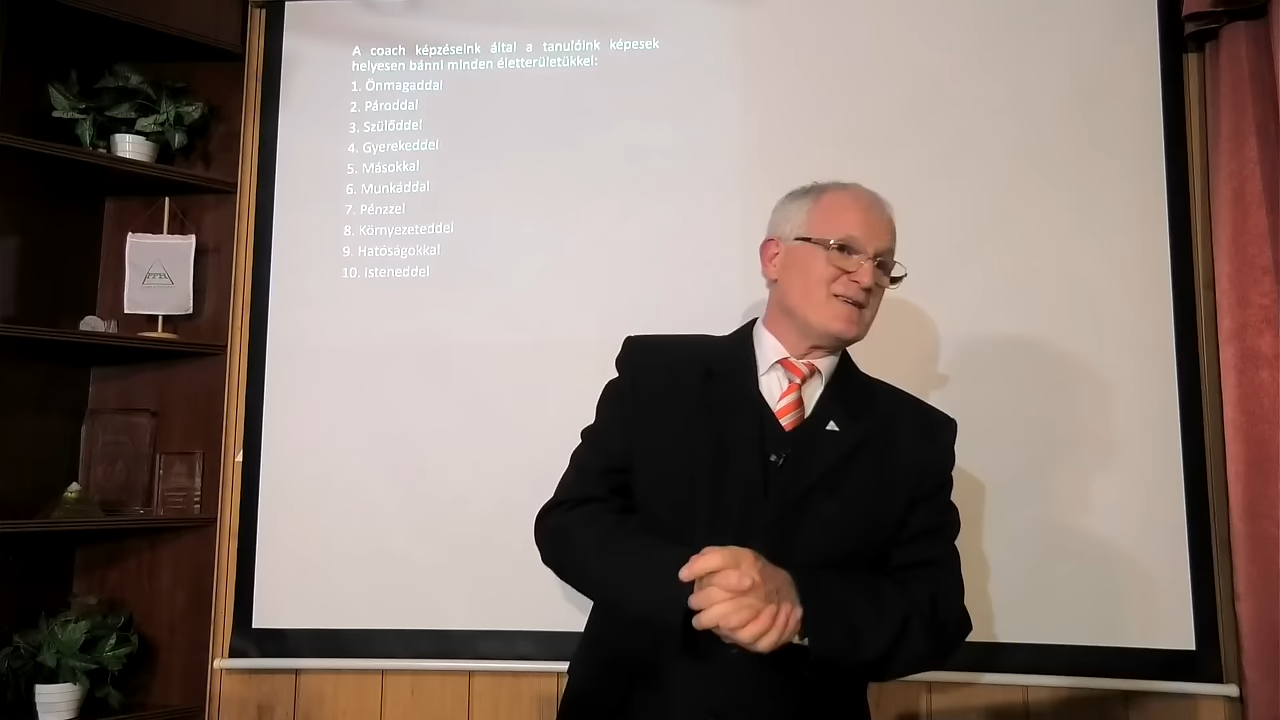 A coach képzéseink által a tanulóink képesek
helyesen bánni minden életterületükkel:
1. Önmagaddal
2. Pároddal
3. Szülőddel
4. Gyerekeddel
5. Másokkal
6. Munkáddal
7. Pénzzel
8. Környezeteddel
9. Hatóságokkal
10. Isteneddel